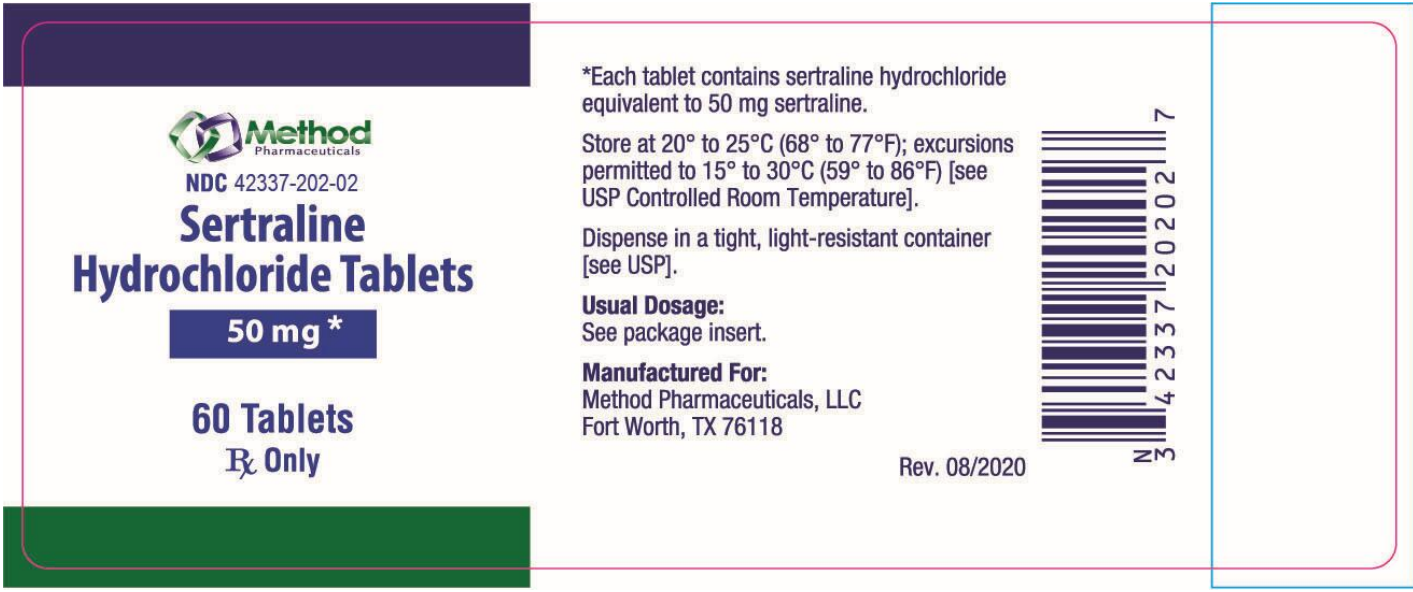 Method
Pharmaceuticals
NDC 42337-202-02
Sertraline
Hydrochloride Tablets
50 mg *
60 Tablets
℞ Only
*Each tablet contains sertraline hydrochloride
equivalent to 50 mg sertraline.
Store at 20° to 25°C (68° to 77°F); excursions
permitted to 15° to 30°C (59° to 86°F) [see
USP Controlled Room Temperature].
Dispense in a tight, light-resistant container
[see USP].
Usual Dosage:
See package insert.
Manufactured For:
Method Pharmaceuticals, LLC
Fort Worth, TX 76118
Rev. 08/2020
N
3 42337 20202 7